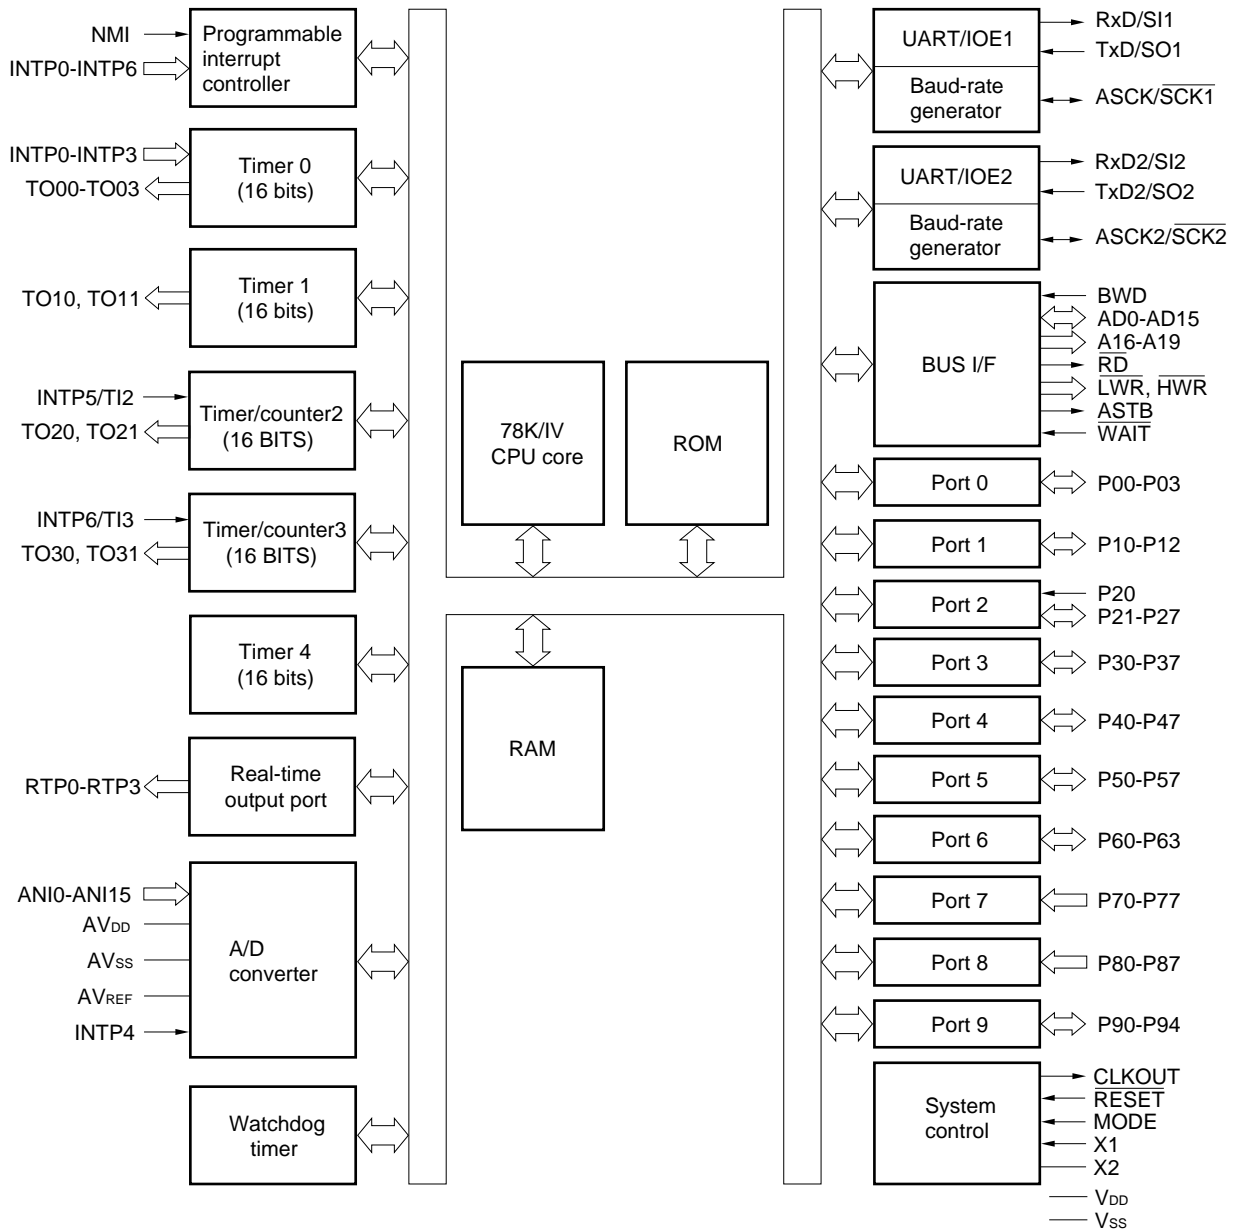 NMI
INTP0-INTP6
Programmable
interrupt
controller
INTP0-INTP3
TO00-TO03
Timer 0
(16 bits)
TO10, TO11
Timer 1
(16 bits)
INTP5/TI2
TO20, TO21
Timer/counter2
(16 BITS)
INTP6/TI3
TO30, TO31
Timer/counter3
(16 BITS)
Timer 4
(16 bits)
RTP0-RTP3
Real-time
output port
ANI0-ANI15
AVDD
AVSS
AVREF
INTP4
A/D
converter
Watchdog
timer
78K/IV
CPU core
ROM
RAM
UART/IOE1
Baud-rate
generator
RxD/SI1
TxD/SO1
ASCK/S̅C̅K̅1̅
UART/IOE2
Baud-rate
generator
RxD2/SI2
TxD2/SO2
ASCK2/S̅C̅K̅2̅
BUS I/F
BWD
AD0-AD15
A16-A19
R̅D̅
L̅W̅R̅, H̅W̅R̅
ASTB
W̅A̅I̅T̅
Port 0
P00-P03
Port 1
P10-P12
Port 2
P20
P21-P27
Port 3
P30-P37
Port 4
P40-P47
Port 5
P50-P57
Port 6
P60-P63
Port 7
P70-P77
Port 8
P80-P87
Port 9
P90-P94
System
control
CLKOUT
R̅E̅S̅E̅T̅
MODE
X1
X2
VDD
VSS